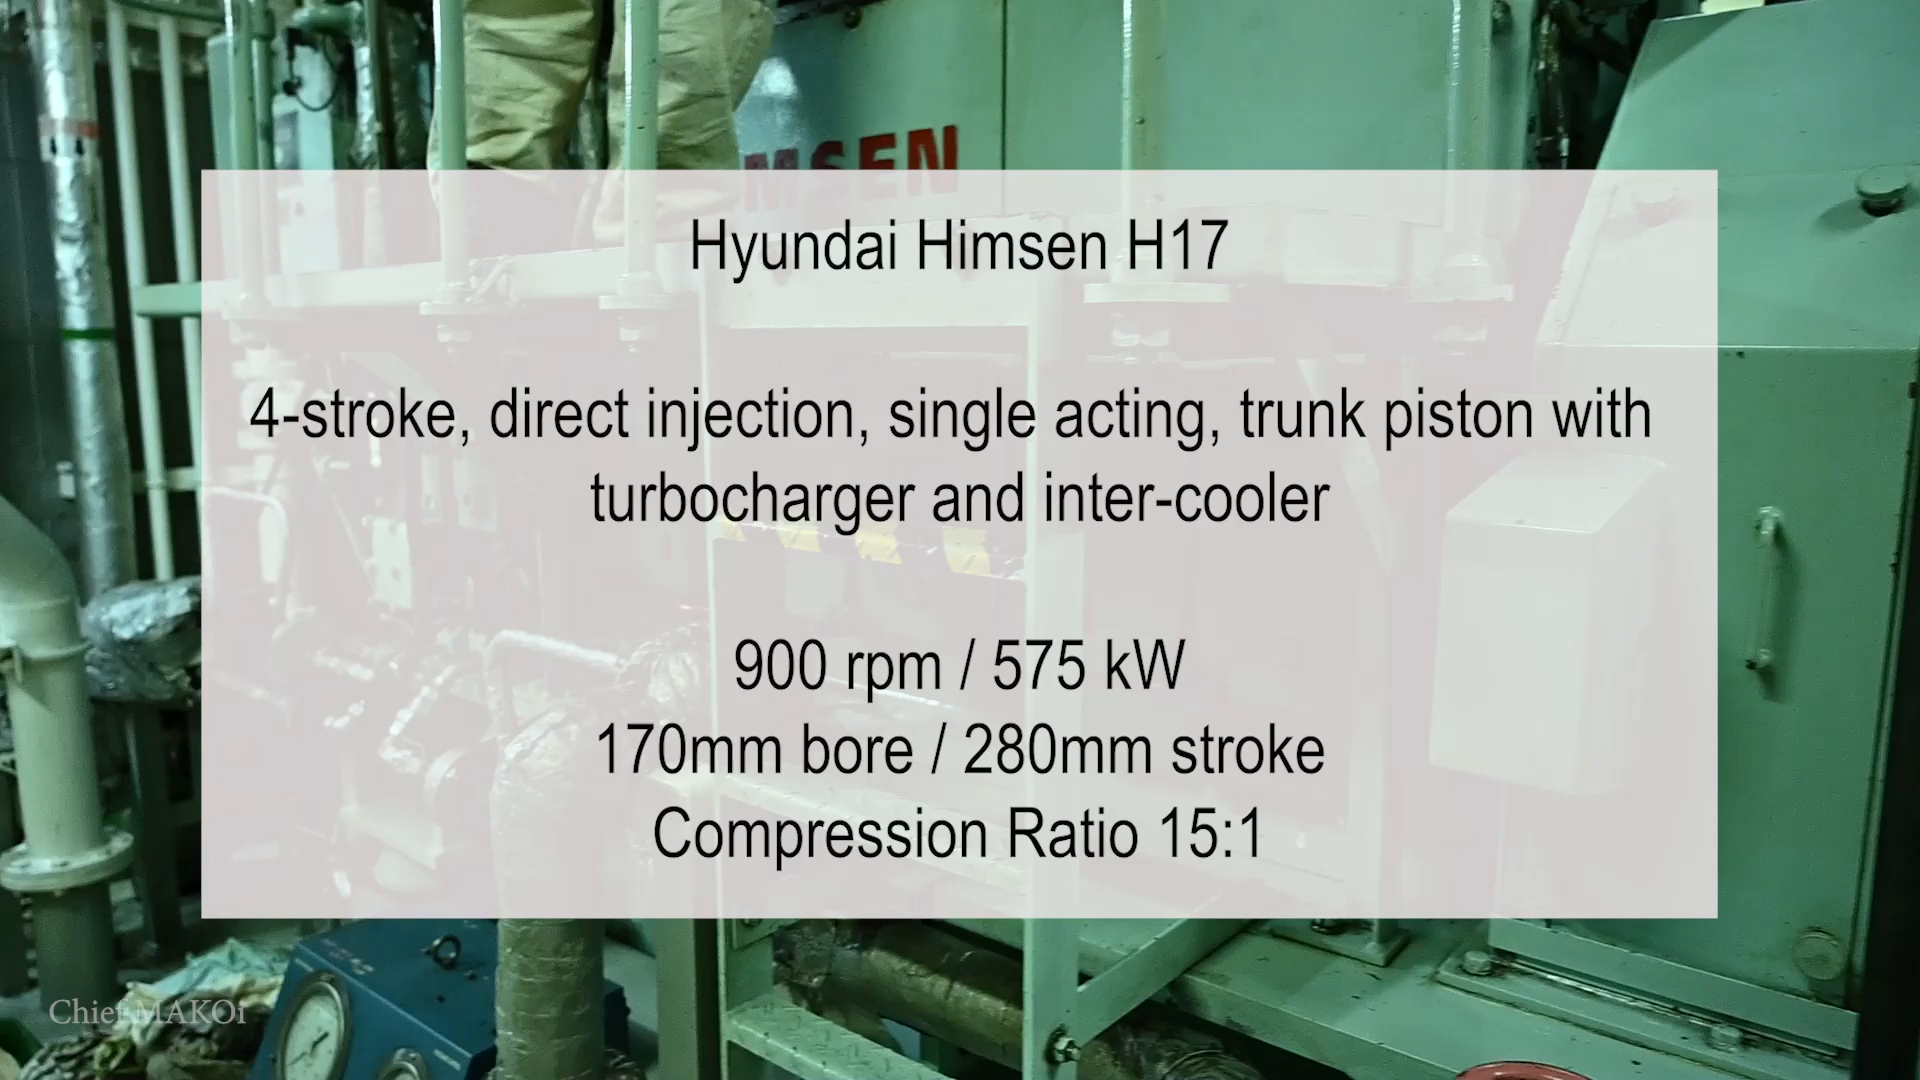 MSEN
Hyundai Himsen H17
4-stroke, direct injection, single acting, trunk piston with
turbocharger and inter-cooler
900 rpm / 575 kW
170mm bore / 280mm stroke
Compression Ratio 15:1
Chief MAKOi